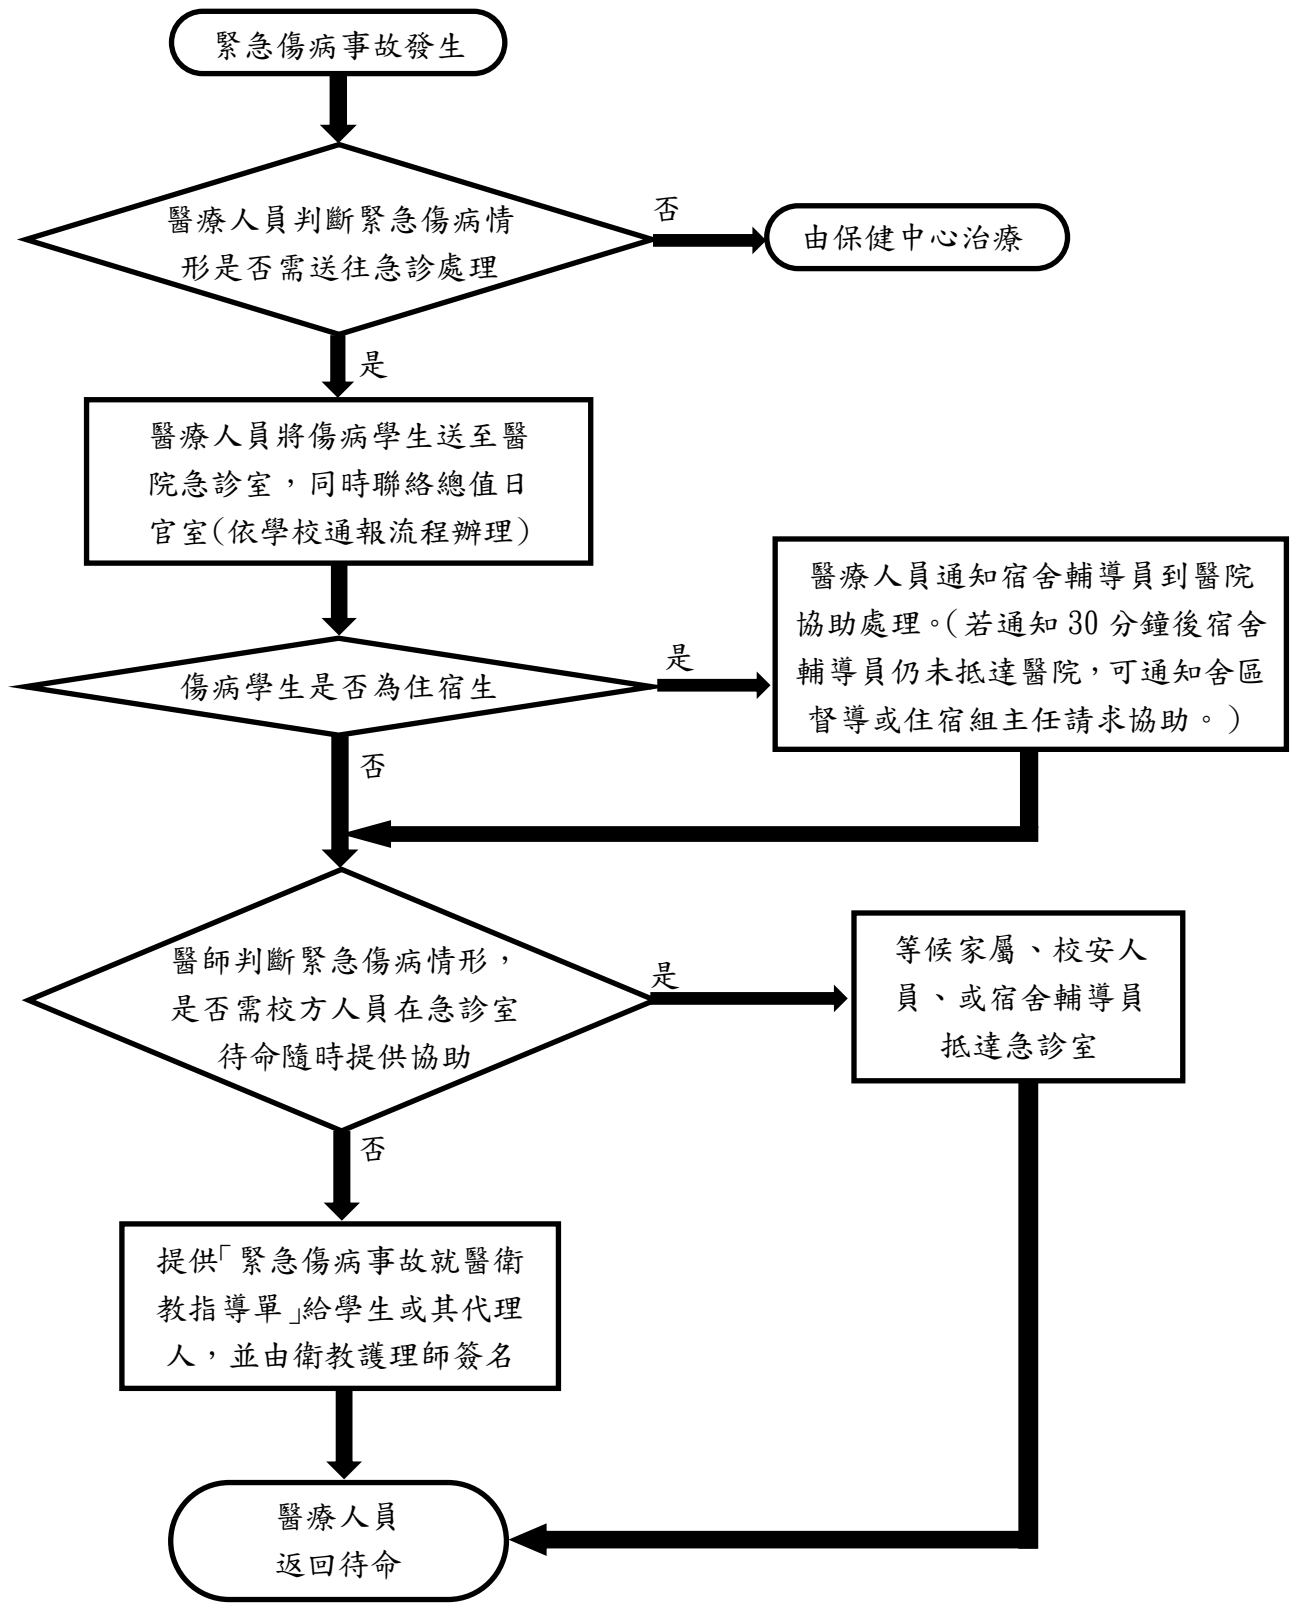 緊急傷病事故發生
醫療人員判斷緊急傷病情
形是否需送往急診處理
否
由保健中心治療
是
醫療人員將傷病學生送至醫
院急診室，同時聯絡總值日
官室(依學校通報流程辦理)
傷病學生是否為住宿生
是
醫療人員通知宿舍輔導員到醫院
協助處理。(若通知 30 分鐘後宿舍
輔導員仍未抵達醫院，可通知舍區
督導或住宿組主任請求協助。)
否
醫師判斷緊急傷病情形，
是否需校方人員在急診室
待命隨時提供協助
是
等候家屬、校安人
員、或宿舍輔導員
抵達急診室
否
提供「緊急傷病事故就醫衛
教指導單」給學生或其代理
人，並由衛教護理師簽名
醫療人員
返回待命